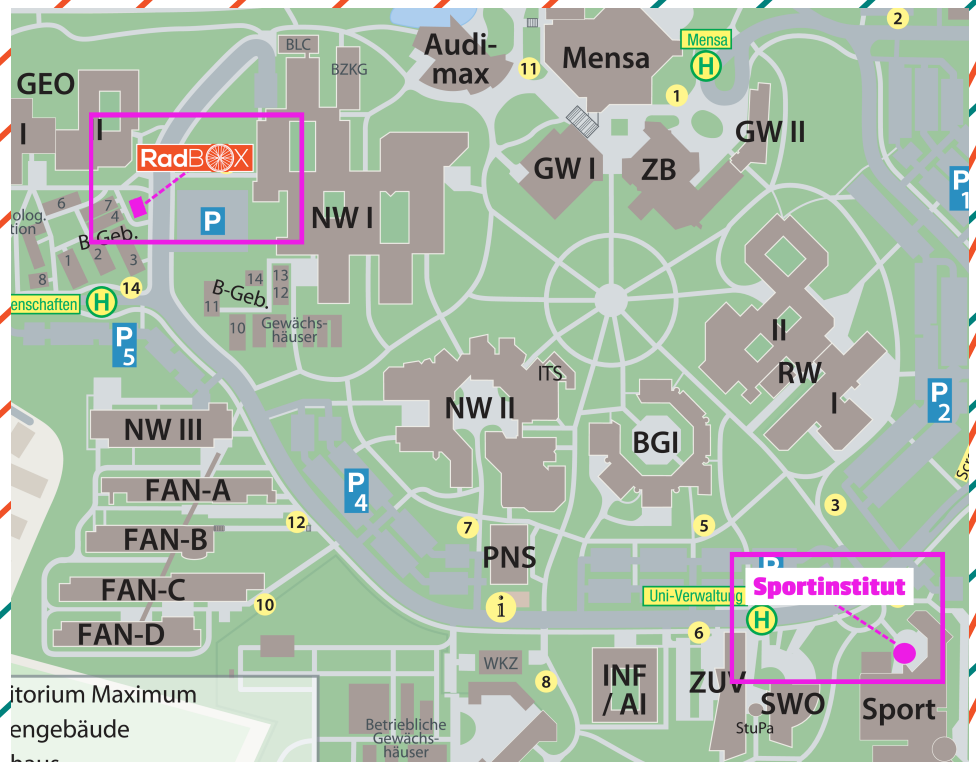 2
Mensa
H
Audi-
max
Mensa
BLC
BZKG
11
1
GEO
I
I
GW II
GW I
ZB
RadBOX
P
1
6
7
4
NW I
P
olog.
tion
B-Geb.
1
2
3
8
14
enschaften
H
14
13
12
B-Geb.
11
10
Gewächs-
häuser
P
5
II
RW
I
ITS
NW II
BGI
P
2
NW III
FAN-A
P
4
3
12
7
5
FAN-B
PNS
P
Sportinstitut
FAN-C
10
i
Uni-Verwaltung
H
FAN-D
6
WKZ
8
INF
/ AI
ZUV
SWO
StuPa
Sport
itorium Maximum
engebäude
Betriebliche
Gewächs-
häuser